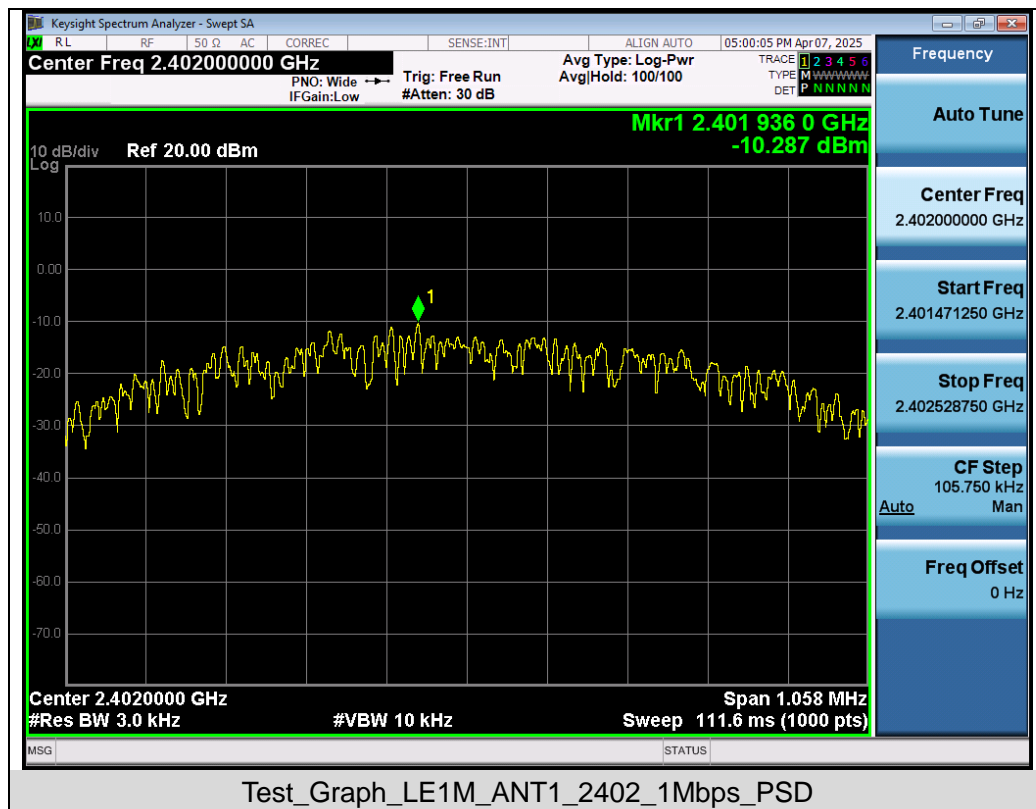 Keysight Spectrum Analyzer - Swept SA
LXI RL RF 50 Ω AC CORREC SENSE:INT ALIGN AUTO 05:00:05 PM Apr 07, 2025
Center Freq 2.402000000 GHz
PNO: Wide
IFGain:Low
Trig: Free Run
#Atten: 30 dB
Avg Type: Log-Pwr
Avg|Hold: 100/100
TRACE 1 2 3 4 5 6
TYPE M WWWWW
DET P N N N N N
Mkr1 2.401 936 0 GHz
-10.287 dBm
10 dB/div Ref 20.00 dBm
Log
10.0
0.00
1
-10.0
-20.0
-30.0
-40.0
-50.0
-60.0
-70.0
Center 2.4020000 GHz Span 1.058 MHz
#Res BW 3.0 kHz #VBW 10 kHz Sweep 111.6 ms (1000 pts)
MSG STATUS
Frequency
Auto Tune
Center Freq
2.402000000 GHz
Start Freq
2.401471250 GHz
Stop Freq
2.402528750 GHz
CF Step
105.750 kHz
Auto Man
Freq Offset
0 Hz
Test_Graph_LE1M_ANT1_2402_1Mbps_PSD